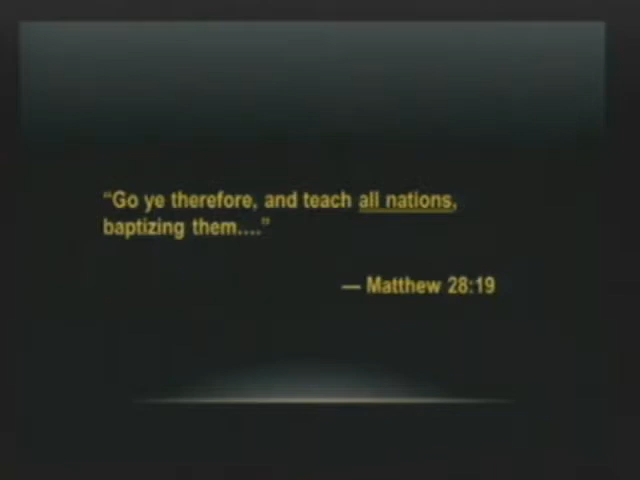 “Go ye therefore, and teach all nations,
baptizing them....”
— Matthew 28:19